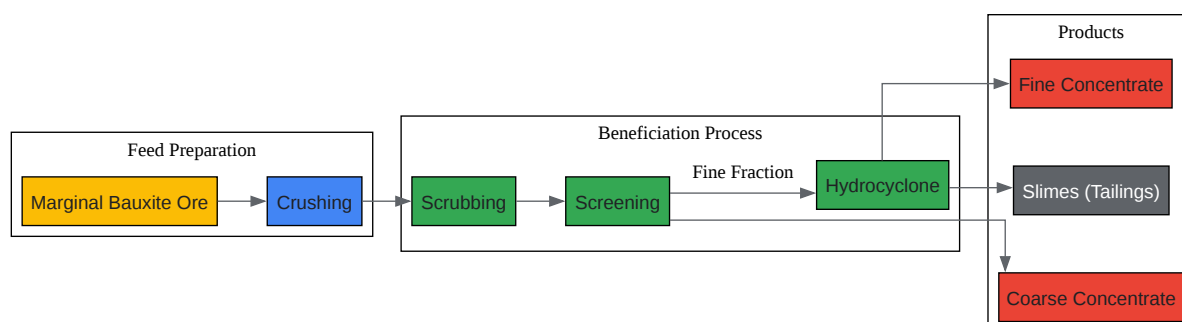 Feed Preparation
Marginal Bauxite Ore
Crushing
Beneficiation Process
Scrubbing
Screening
Fine Fraction
Hydrocyclone
Products
Fine Concentrate
Slimes (Tailings)
Coarse Concentrate